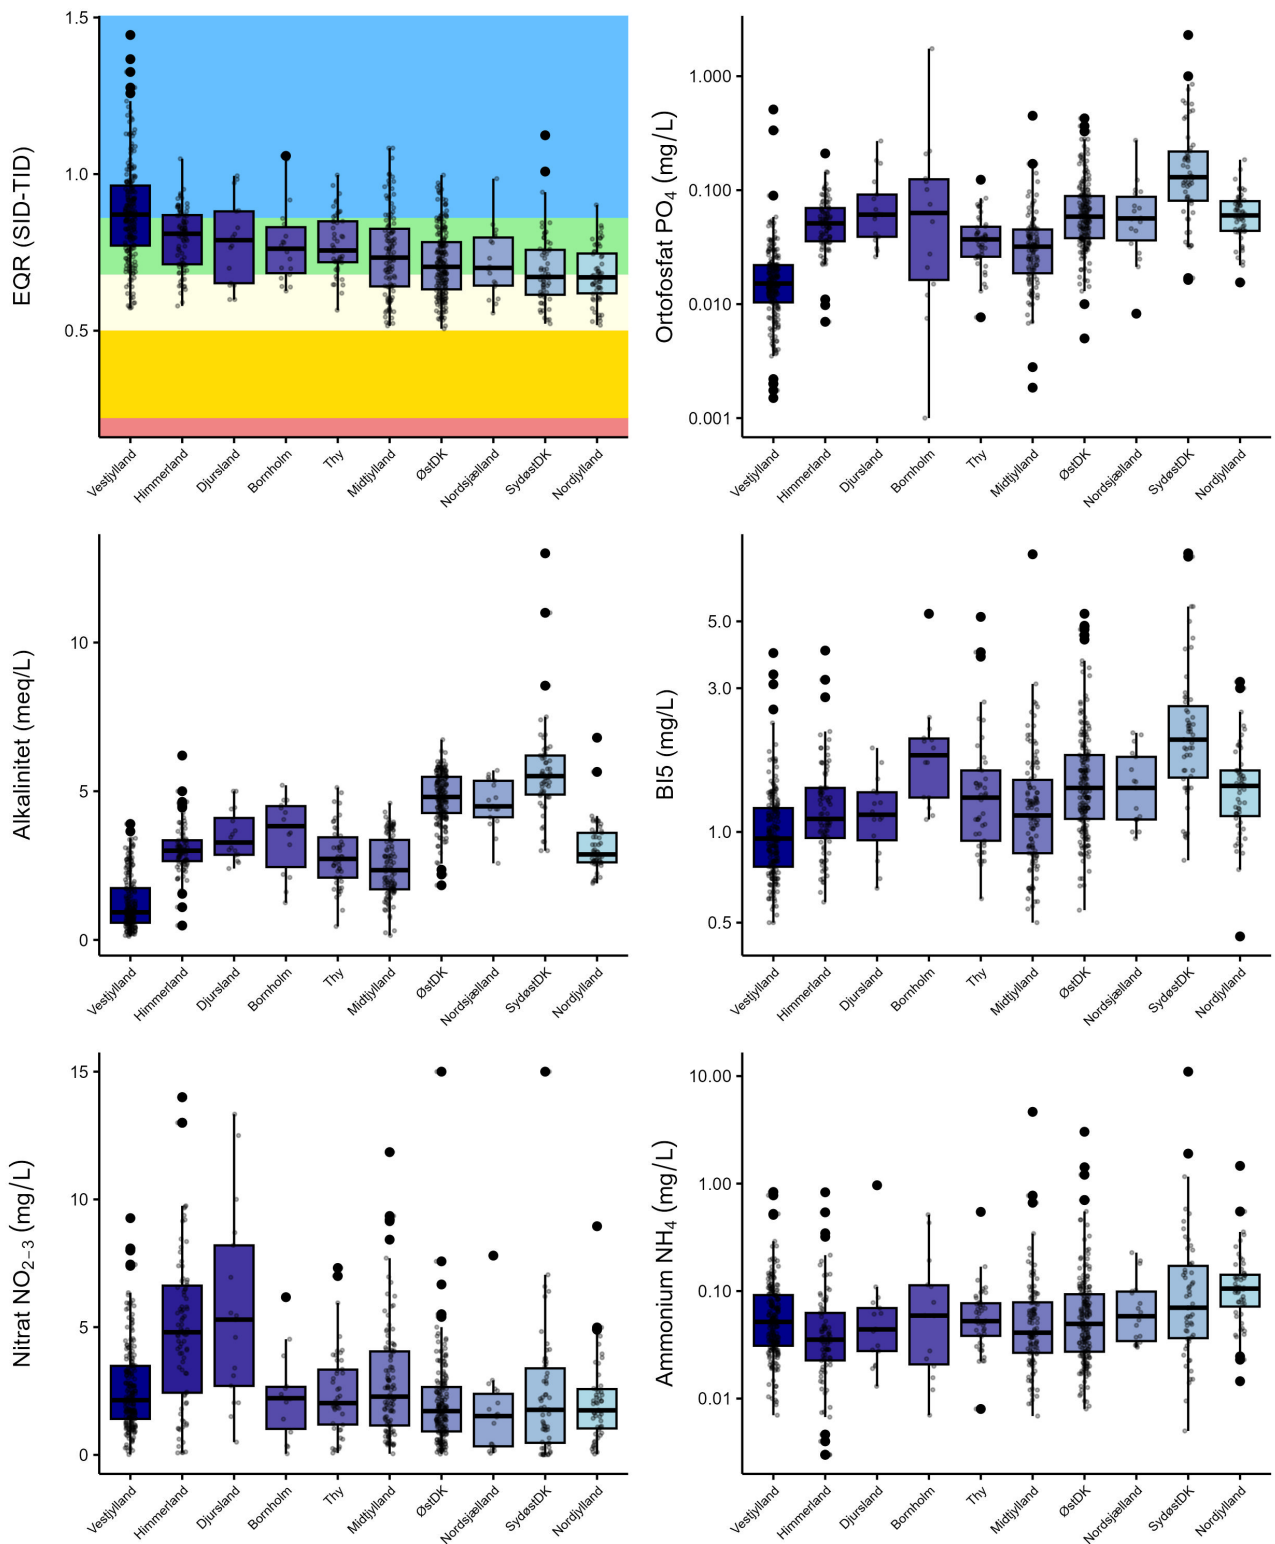 EQR (SID-TID)
1.5
1.0
0.5
Vestjylland
Himmerland
Djursland
Bornholm
Thy
Midtjylland
ØstDK
Nordsjælland
SydøstDK
Nordjylland
Ortofosfat PO₄ (mg/L)
1.000
0.100
0.010
0.001
Vestjylland
Himmerland
Djursland
Bornholm
Thy
Midtjylland
ØstDK
Nordsjælland
SydøstDK
Nordjylland
Alkalinitet (meq/L)
10
5
0
Vestjylland
Himmerland
Djursland
Bornholm
Thy
Midtjylland
ØstDK
Nordsjælland
SydøstDK
Nordjylland
BI5 (mg/L)
5.0
3.0
1.0
0.5
Vestjylland
Himmerland
Djursland
Bornholm
Thy
Midtjylland
ØstDK
Nordsjælland
SydøstDK
Nordjylland
Nitrat NO₂₋₃ (mg/L)
15
10
5
0
Vestjylland
Himmerland
Djursland
Bornholm
Thy
Midtjylland
ØstDK
Nordsjælland
SydøstDK
Nordjylland
Ammonium NH₄ (mg/L)
10.00
1.00
0.10
0.01
Vestjylland
Himmerland
Djursland
Bornholm
Thy
Midtjylland
ØstDK
Nordsjælland
SydøstDK
Nordjylland